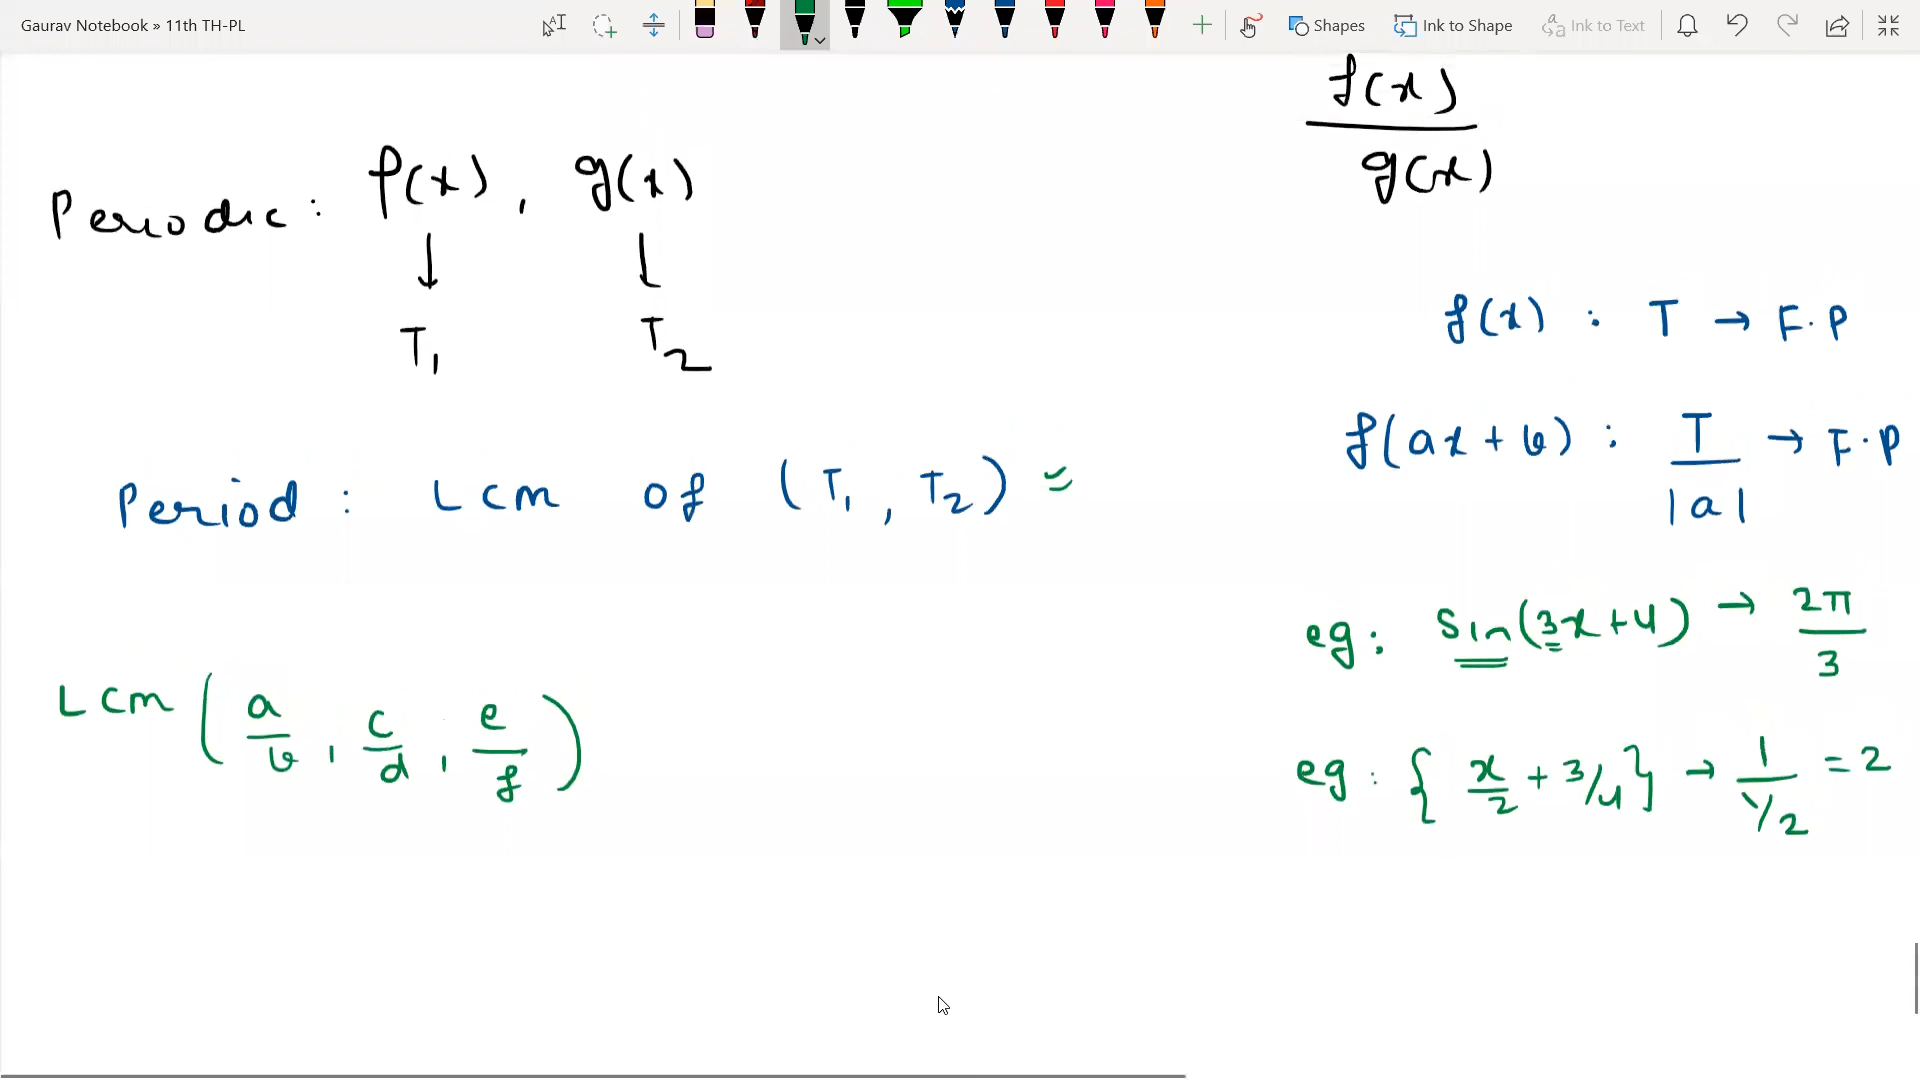 Gaurav Notebook » 11th TH-PL
Shapes
Ink to Shape
Ink to Text
f(x)
g(x)
Periodic : f(x) , g(x)
T₁ T₂
f(x) : T → F.P
f(ax+b) : T/|a| → F.P
Period : LCM of (T₁ , T₂) =
eg: Sin(3x+4) → 2π/3
LCM (a/b , c/d , e/f)
eg : {x/2 + 3/4} → 1/1/2 = 2